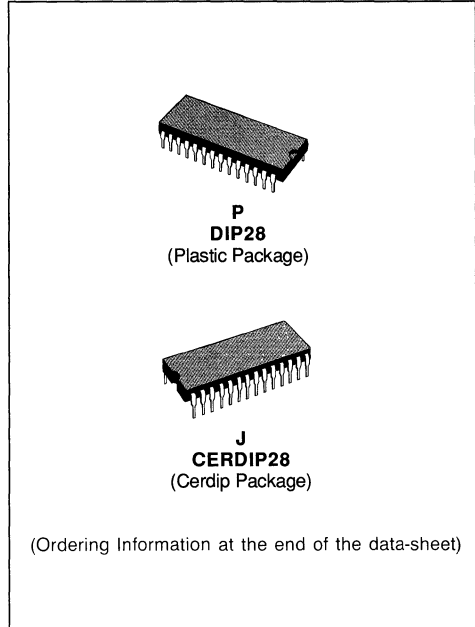 P
DIP28
(Plastic Package)
J
CERDIP28
(Cerdip Package)
(Ordering Information at the end of the data-sheet)